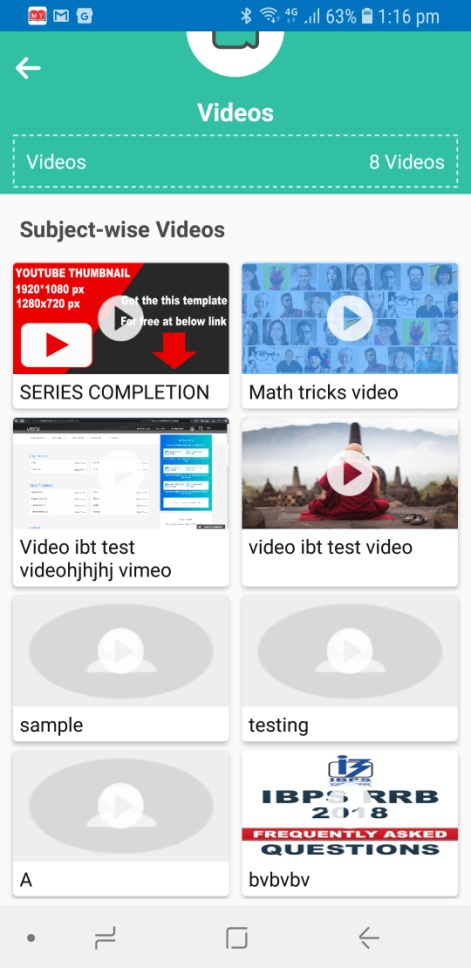 4G 63% 1:16 pm
Videos
Videos 8 Videos
Subject-wise Videos
YOUTUBE THUMBNAIL
1920*1080 px
1280x720 px
Get the this template
For free at below link
SERIES COMPLETION
Math tricks video
Video ibt test
videohjhjhj vimeo
video ibt test video
sample
testing
A
IBPS
IBPS RRB
2018
FREQUENTLY ASKED
QUESTIONS
bvbvbv